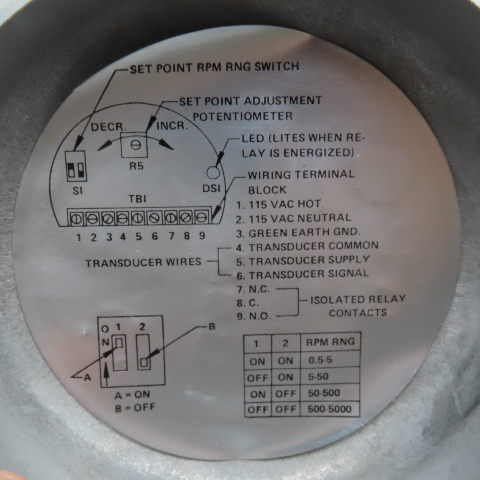 SET POINT RPM RNG SWITCH
SET POINT ADJUSTMENT
POTENTIOMETER
DECR. INCR.
LED (LITES WHEN RE-
LAY IS ENERGIZED)
R5
S1
DS1
TB1
WIRING TERMINAL
BLOCK
1 2 3 4 5 6 7 8 9
1. 115 VAC HOT
2. 115 VAC NEUTRAL
3. GREEN EARTH GND.
4. TRANSDUCER COMMON
TRANSDUCER WIRES
5. TRANSDUCER SUPPLY
6. TRANSDUCER SIGNAL
7. N.C.
8. C.
9. N.O.
ISOLATED RELAY
CONTACTS
ON
1 2
B
A
A = ON
B = OFF
1 2 RPM RNG
ON ON 0.5-5
OFF ON 5-50
ON OFF 50-500
OFF OFF 500-5000